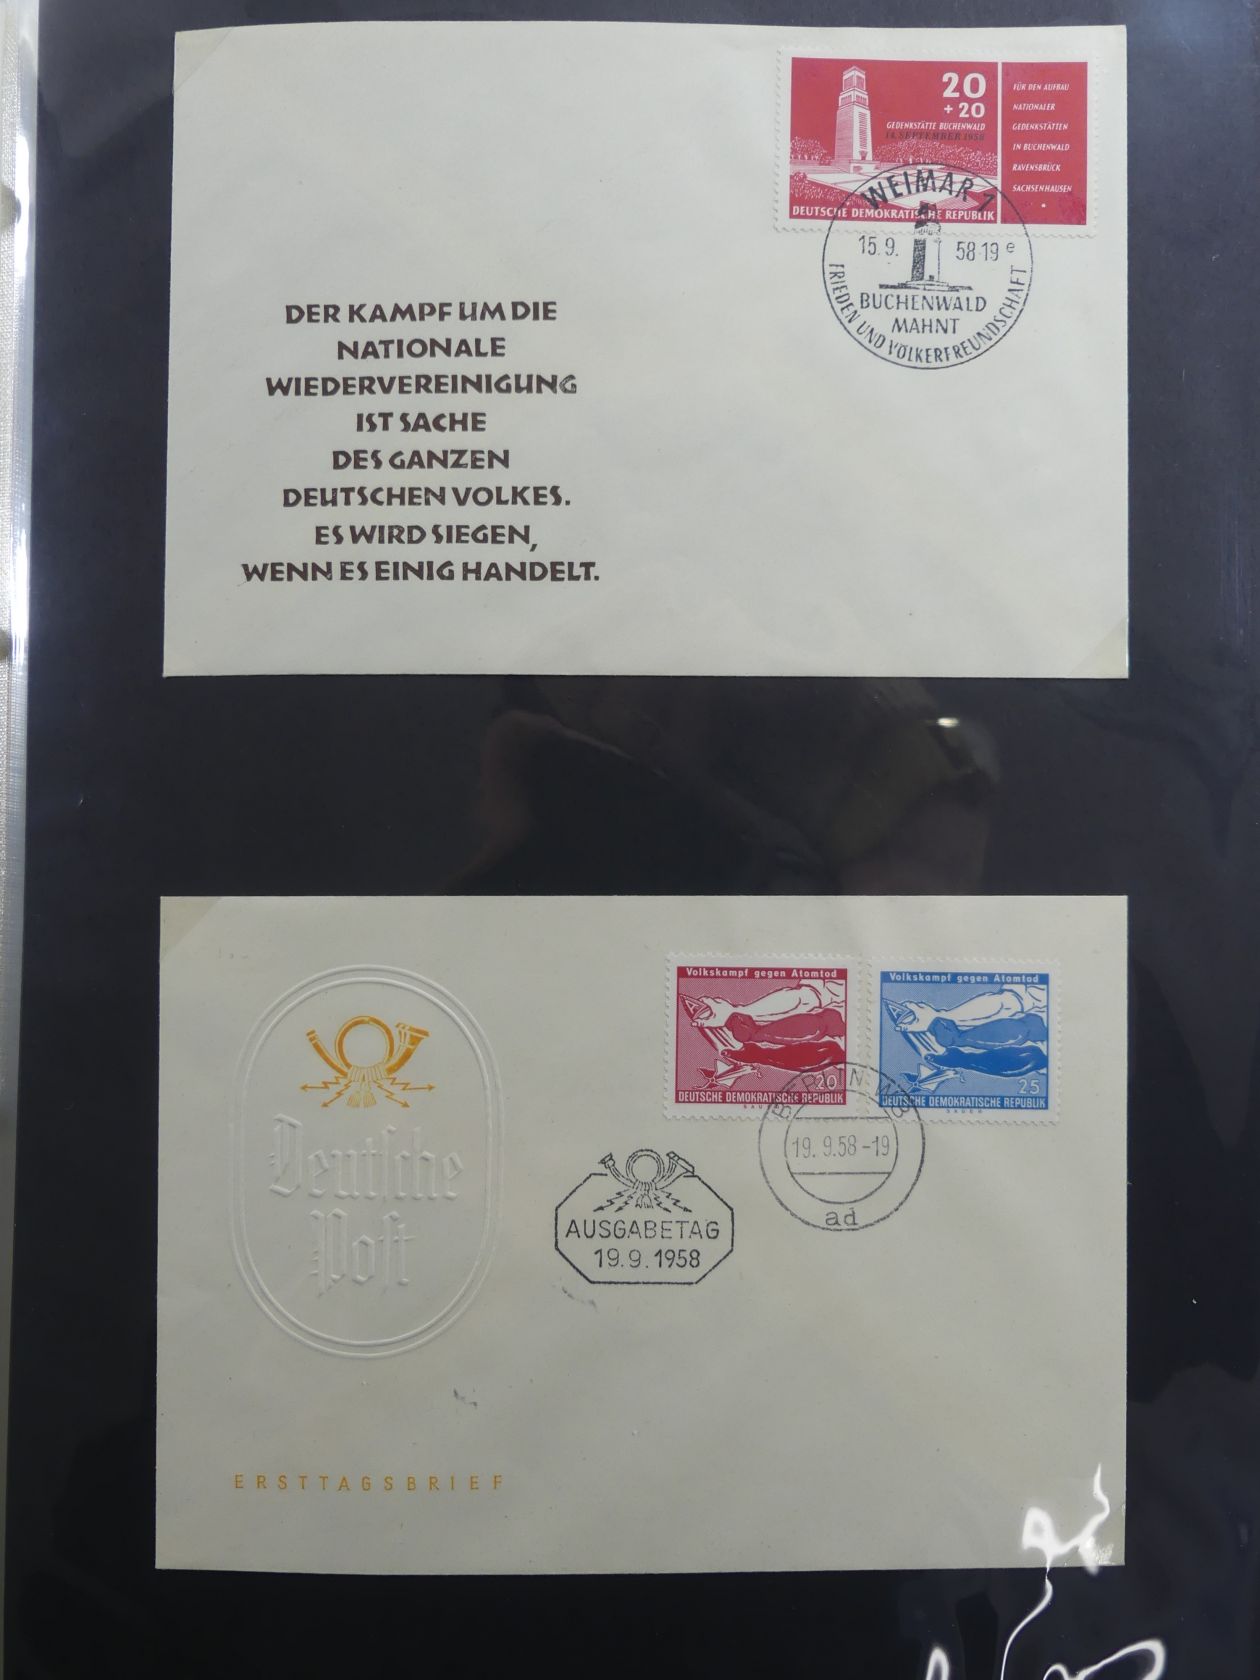 20
+ 20
GEDENKSTÄTTE BUCHENWALD
14. SEPTEMBER 1958
DEUTSCHE DEMOKRATISCHE REPUBLIK
FÜR DEN AUFBAU
NATIONALER
GEDENKSTÄTTEN
IN BUCHENWALD
RAVENSBRÜCK
SACHSENHAUSEN
WEIMAR 1
15.9. 58-19 e
BUCHENWALD
MAHNT
FRIEDEN UND VÖLKERFREUNDSCHAFT
DER KAMPF UM DIE
NATIONALE
WIEDERVEREINIGUNG
IST SACHE
DES GANZEN
DEUTSCHEN VOLKES.
ES WIRD SIEGEN,
WENN ES EINIG HANDELT.
Volkskampf gegen Atomtod
20
DEUTSCHE DEMOKRATISCHE REPUBLIK
Volkskampf gegen Atomtod
25
DEUTSCHE DEMOKRATISCHE REPUBLIK
SADER
BERLIN W8
19. 9.58 -19
ad
Deutsche
Post
AUSGABETAG
19.9.1958
ERSTTAGSBRIEF